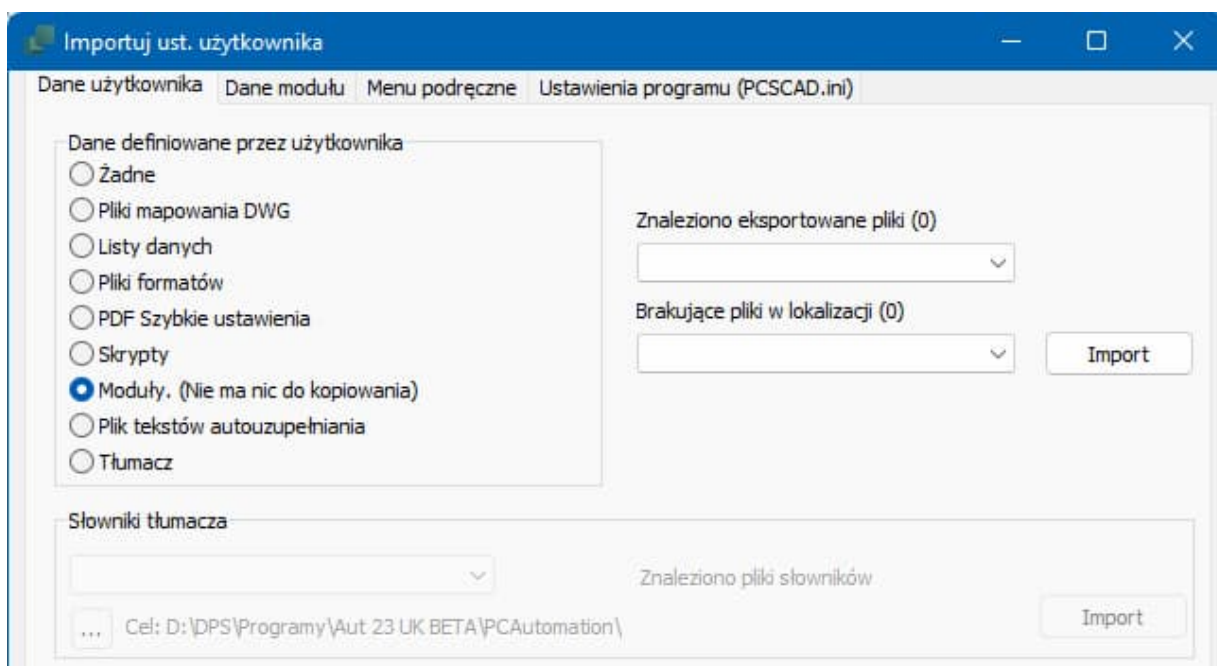 Importuj ust. użytkownika
Dane użytkownika Dane modułu Menu podręczne Ustawienia programu (PCSCAD.ini)
Dane definiowane przez użytkownika
Żadne
Pliki mapowania DWG
Listy danych
Pliki formatów
PDF Szybkie ustawienia
Skrypty
Moduły. (Nie ma nic do kopiowania)
Plik tekstów autouzupełniania
Tłumacz
Znaleziono eksportowane pliki (0)
Brakujące pliki w lokalizacji (0)
Import
Słowniki tłumacza
Znaleziono pliki słowników
... Cel: D:\DPS\Programy\Aut 23 UK BETA\PCAutomation\
Import